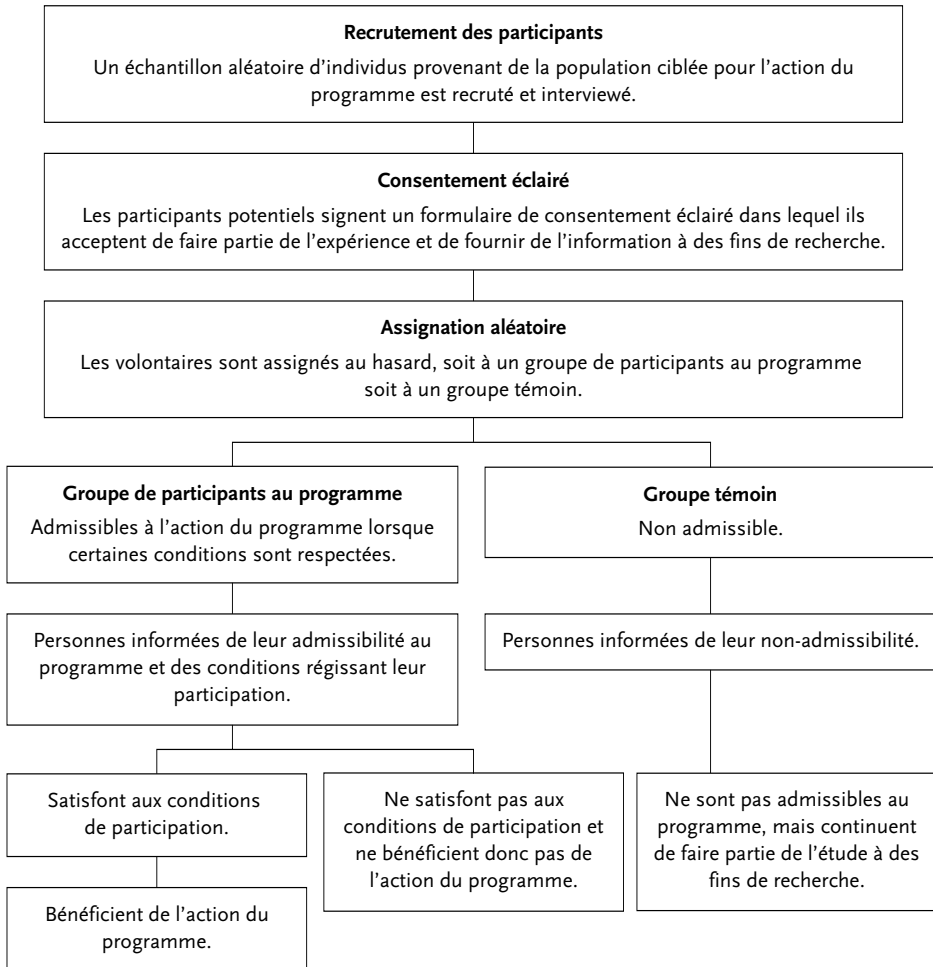 Recrutement des participants
Un échantillon aléatoire d’individus provenant de la population ciblée pour l’action du
programme est recruté et interviewé.
Consentement éclairé
Les participants potentiels signent un formulaire de consentement éclairé dans lequel ils
acceptent de faire partie de l’expérience et de fournir de l’information à des fins de recherche.
Assignation aléatoire
Les volontaires sont assignés au hasard, soit à un groupe de participants au programme
soit à un groupe témoin.
Groupe de participants au programme
Admissibles à l’action du programme lorsque
certaines conditions sont respectées.
Groupe témoin
Non admissible.
Personnes informées de leur admissibilité au
programme et des conditions régissant leur
participation.
Personnes informées de leur non-admissibilité.
Satisfont aux conditions
de participation.
Ne satisfont pas aux
conditions de participation et
ne bénéficient donc pas de
l’action du programme.
Ne sont pas admissibles au
programme, mais continuent
de faire partie de l’étude à des
fins de recherche.
Bénéficient de l’action du
programme.